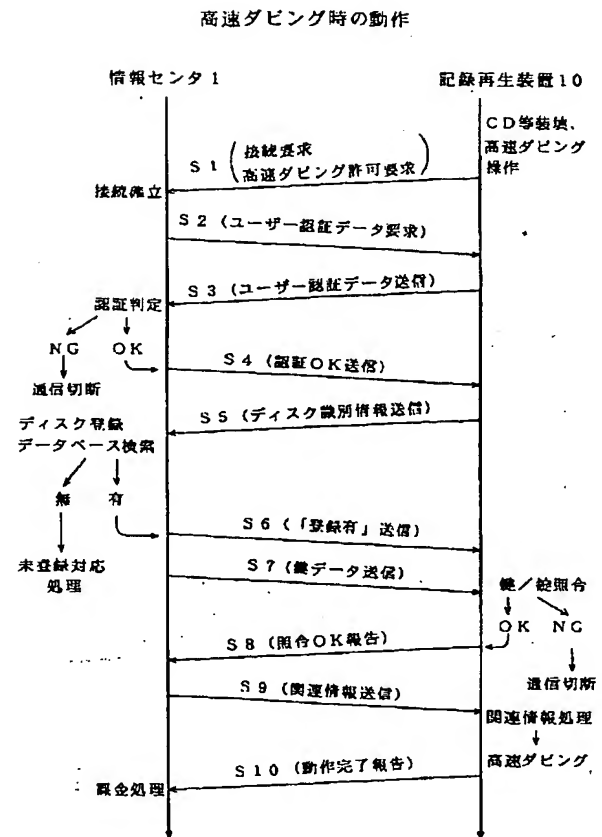 高速ダビング時の動作
情報センタ1
記録再生装置10
CD等装填、
高速ダビング
操作
S1
接続要求
高速ダビング許可要求
接続確立
S2(ユーザー認証データ要求)
S3(ユーザー認証データ送信)
認証判定
NG OK
S4(認証OK送信)
通信切断
S5(ディスク識別情報送信)
ディスク登録
データベース検索
無 有
S6(「登録有」送信)
未登録対応
処理
S7(鍵データ送信)
鍵/錠照合
OK NG
S8(照合OK報告)
通信切断
S9(関連情報送信)
関連情報処理
高速ダビング
S10(動作完了報告)
課金処理